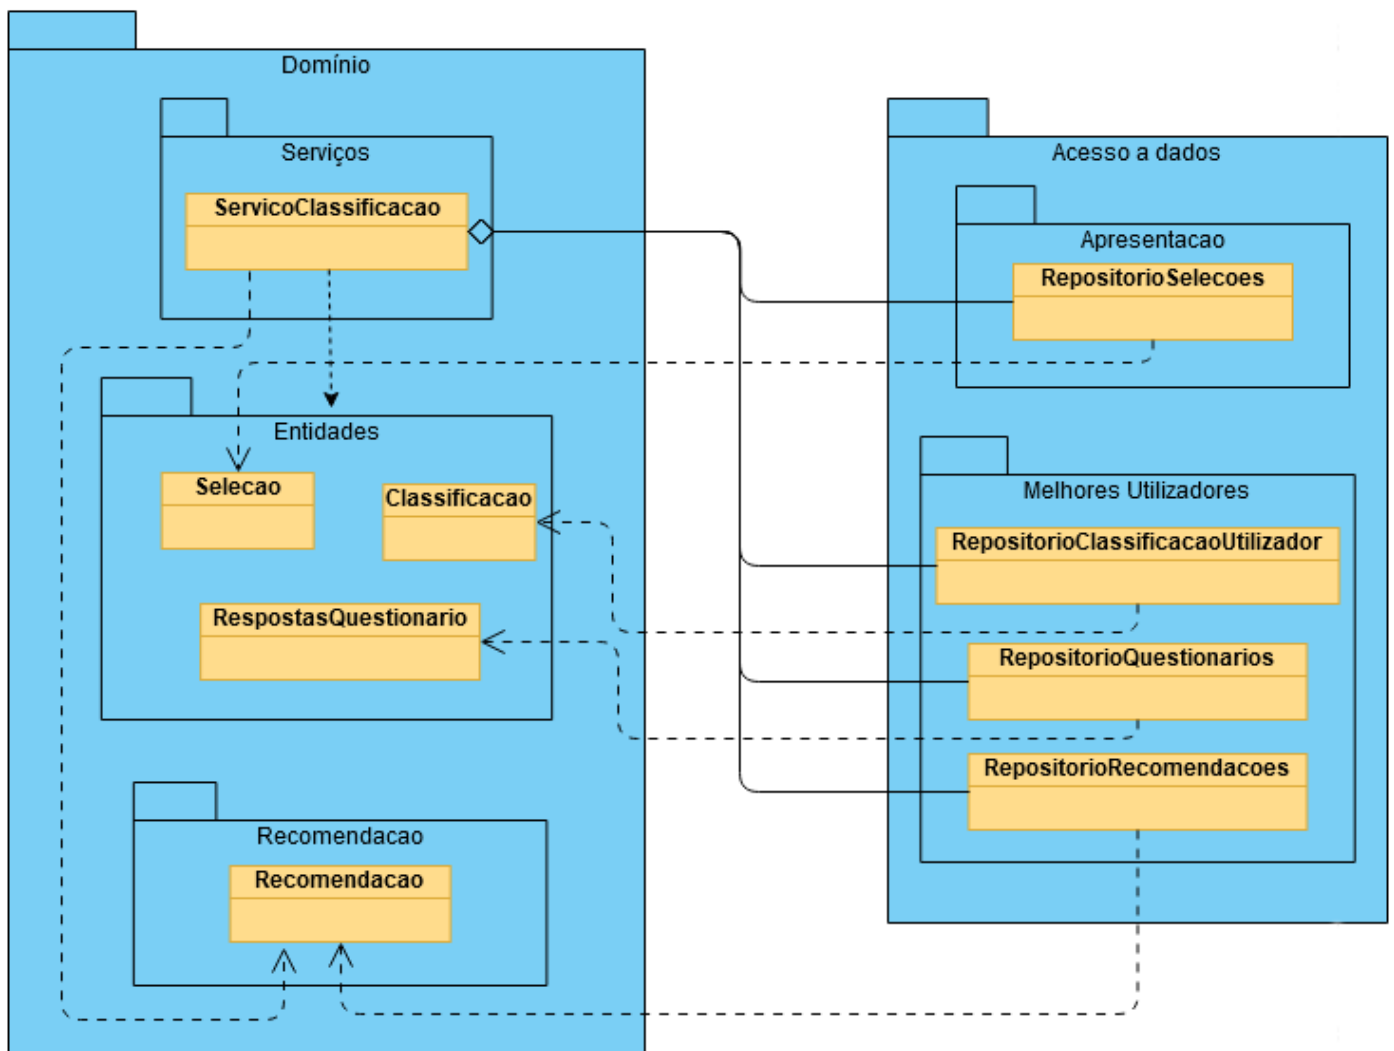 Domínio
Serviços
ServicoClassificacao
Entidades
Selecao
Classificacao
RespostasQuestionario
Recomendacao
Recomendacao
Acesso a dados
Apresentacao
RepositorioSelecoes
Melhores Utilizadores
RepositorioClassificacaoUtilizador
RepositorioQuestionarios
RepositorioRecomendacoes